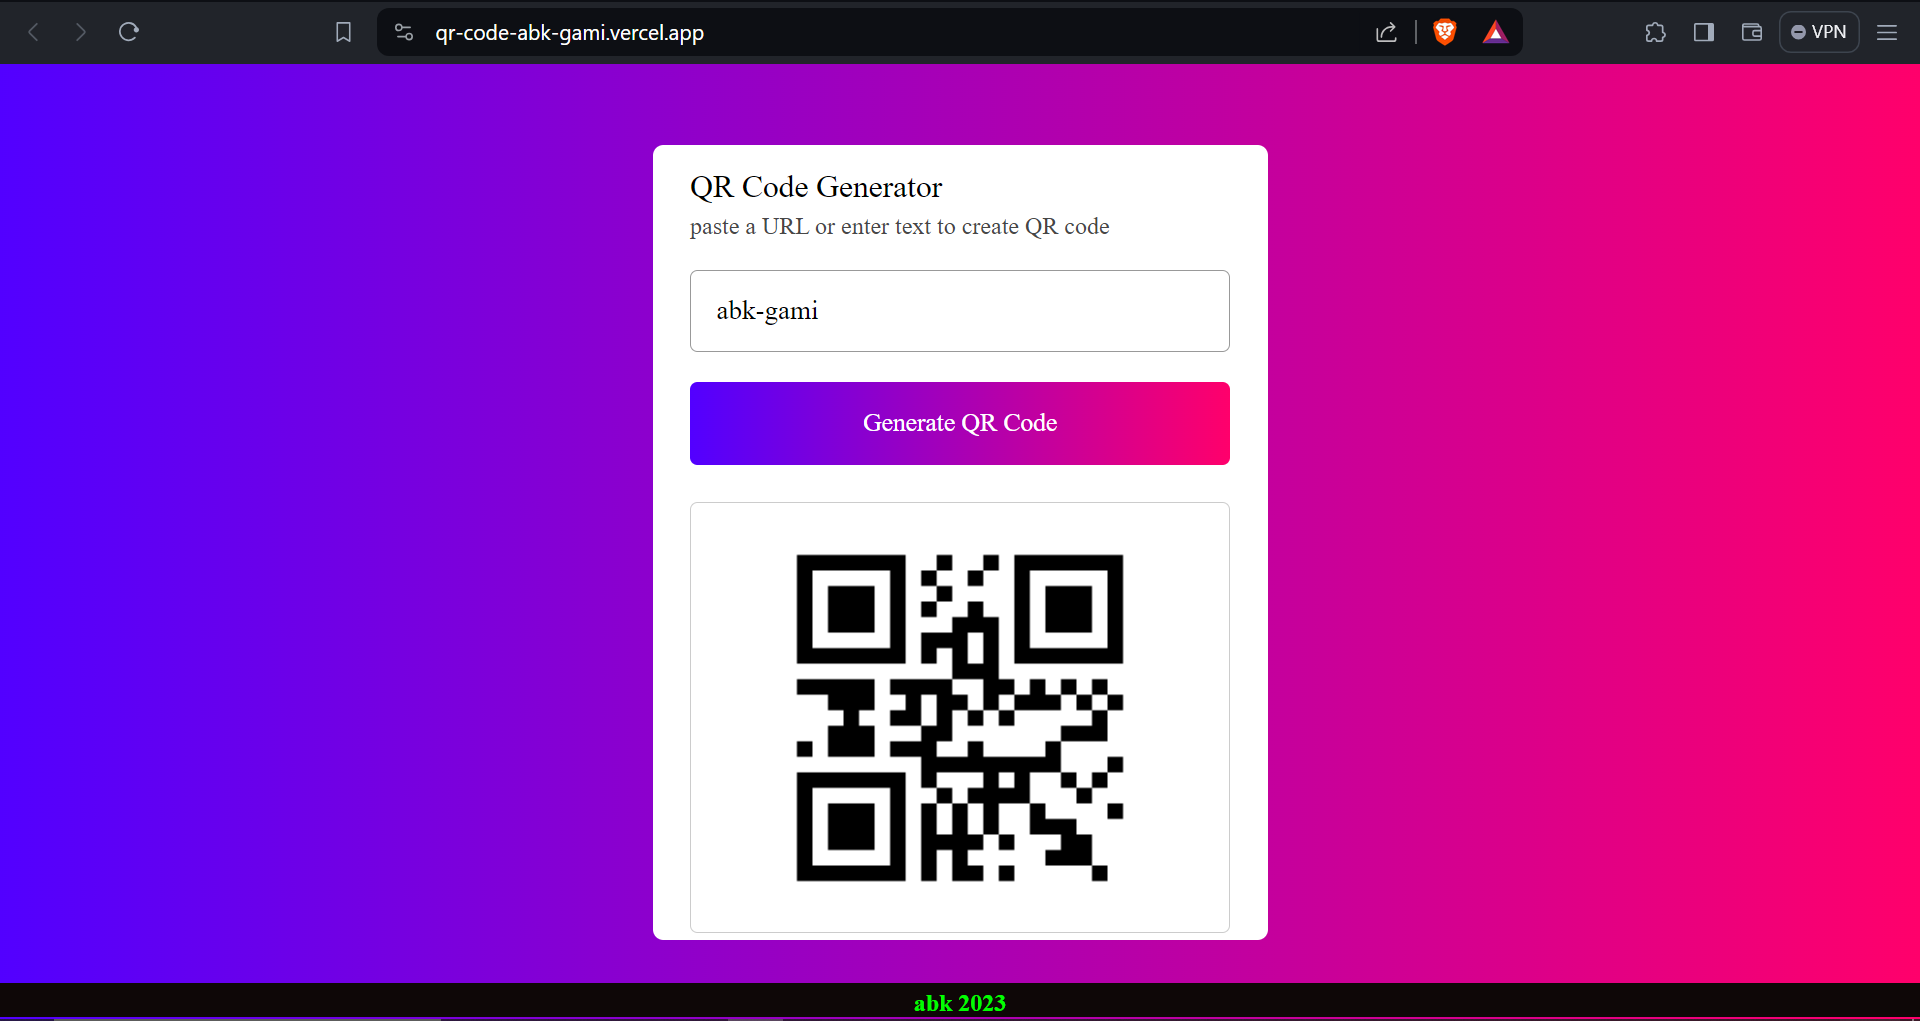 qr-code-abk-gami.vercel.app
VPN
QR Code Generator
paste a URL or enter text to create QR code
abk-gami
Generate QR Code
abk 2023